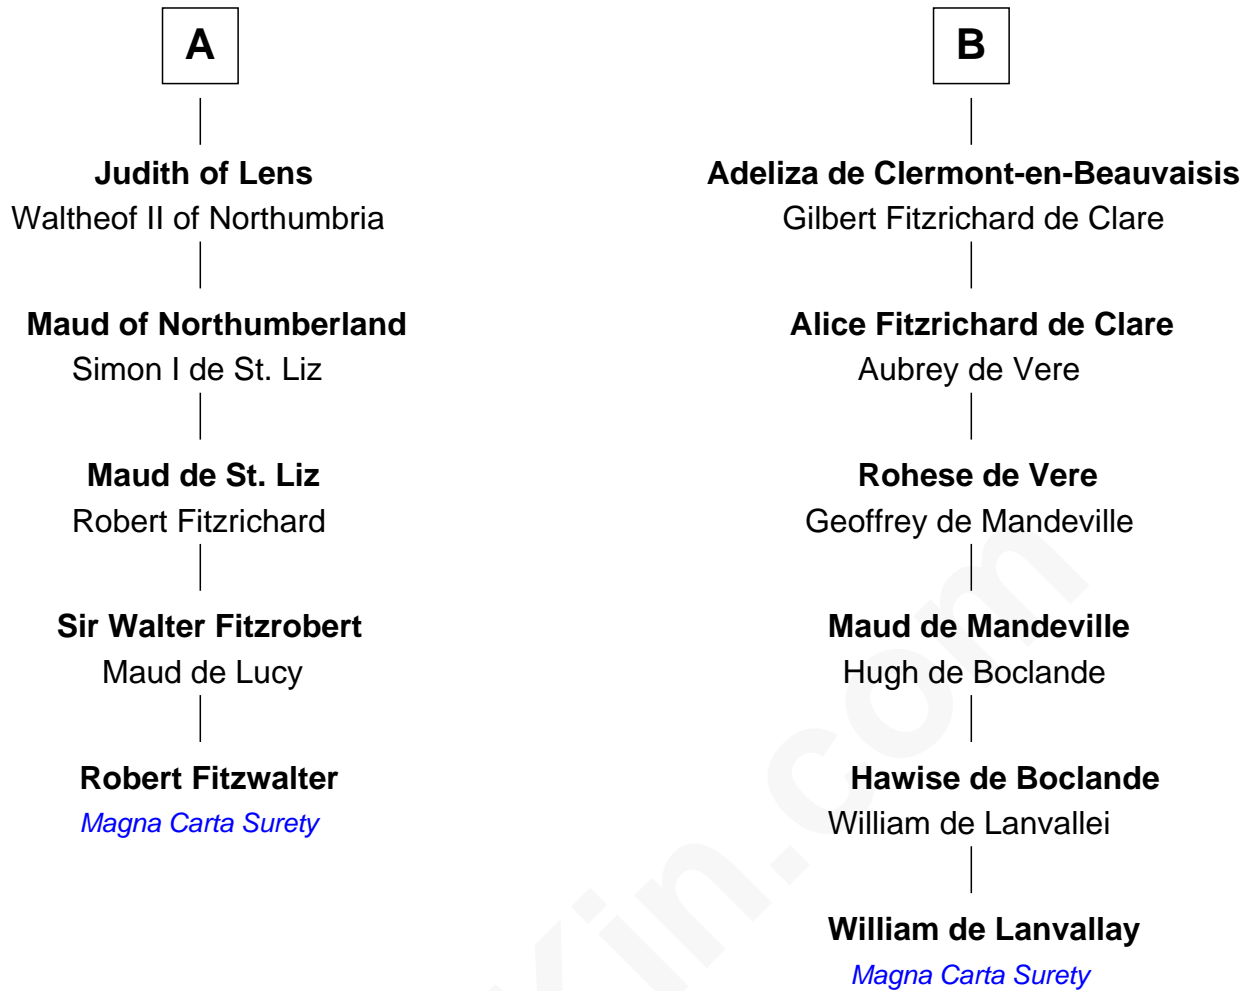 A
Judith of Lens
Waltheof II of Northumbria
Maud of Northumberland
Simon I de St. Liz
Maud de St. Liz
Robert Fitzrichard
Sir Walter Fitzrobert
Maud de Lucy
Robert Fitzwalter
Magna Carta Surety
B
Adeliza de Clermont-en-Beauvaisis
Gilbert Fitzrichard de Clare
Alice Fitzrichard de Clare
Aubrey de Vere
Rohese de Vere
Geoffrey de Mandeville
Maud de Mandeville
Hugh de Boclande
Hawise de Boclande
William de Lanvallei
William de Lanvallay
Magna Carta Surety
Kin.com